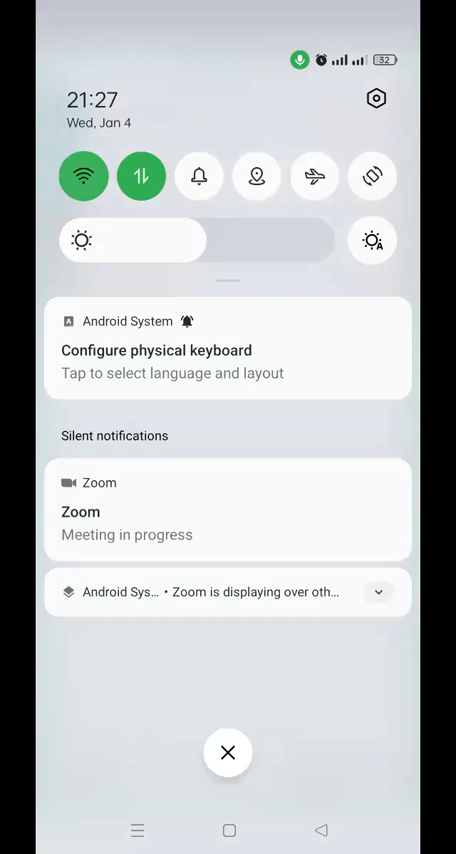 32
21:27
Wed, Jan 4
A
Android System
Configure physical keyboard
Tap to select language and layout
Silent notifications
Zoom
Zoom
Meeting in progress
Android Sys... • Zoom is displaying over oth...